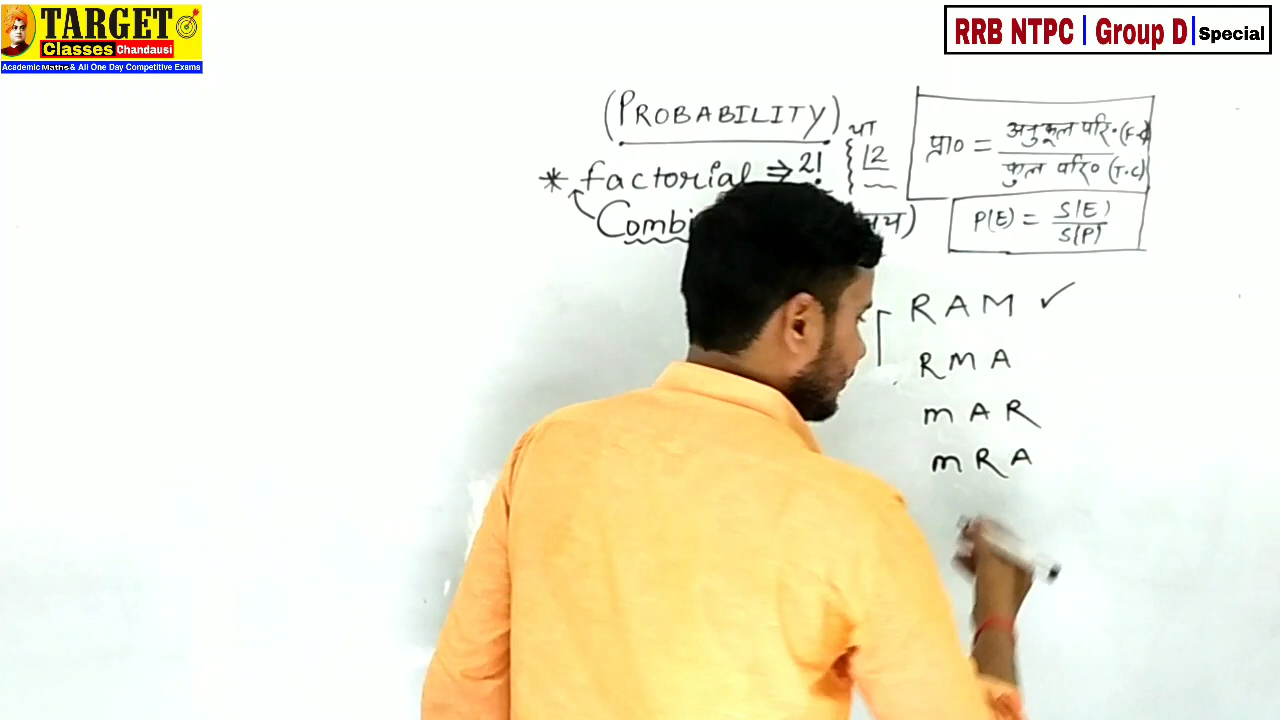 TARGET
Classes Chandausi
Academic Maths & All One Day Competitive Exams
RRB NTPC | Group D | Special
(PROBABILITY)
* factorial ⇒ 2! या |2
प्रा० = अनुकूल परि० (F.C) / कुल परि० (T.C)
P(E) = S(E) / S(P)
RAM ✓
RMA
mAR
mRA